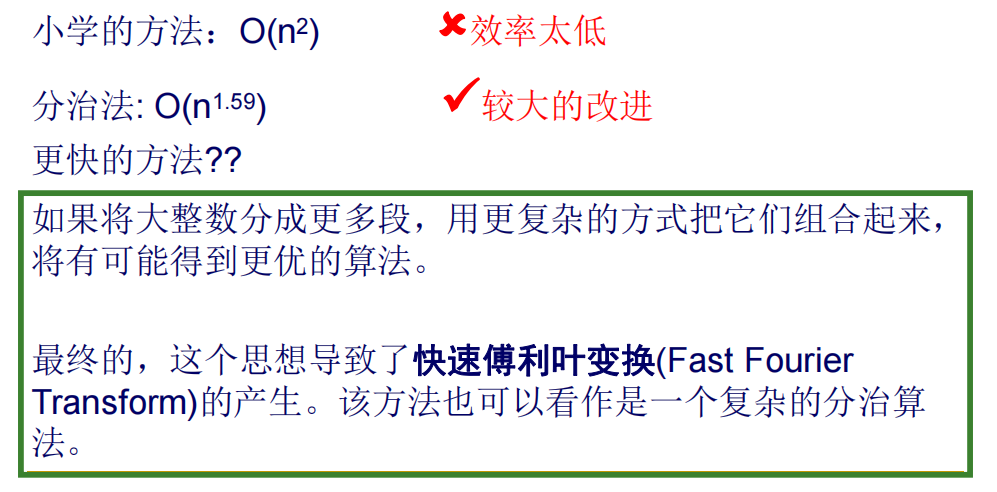 小学的方法：O(n²) ✘效率太低
分治法: O(n¹·⁵⁹) ✓较大的改进
更快的方法??
如果将大整数分成更多段，用更复杂的方式把它们组合起来，
将有可能得到更优的算法。
最终的，这个思想导致了快速傅利叶变换(Fast Fourier
Transform)的产生。该方法也可以看作是一个复杂的分治算
法。